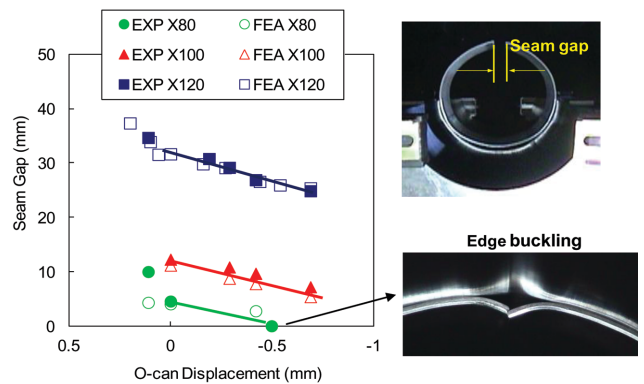 EXP X80 FEA X80
EXP X100 FEA X100
EXP X120 FEA X120
50
40
30
20
10
0
Seam Gap (mm)
0.5 0 -0.5 -1
O-can Displacement (mm)
Seam gap
Edge buckling